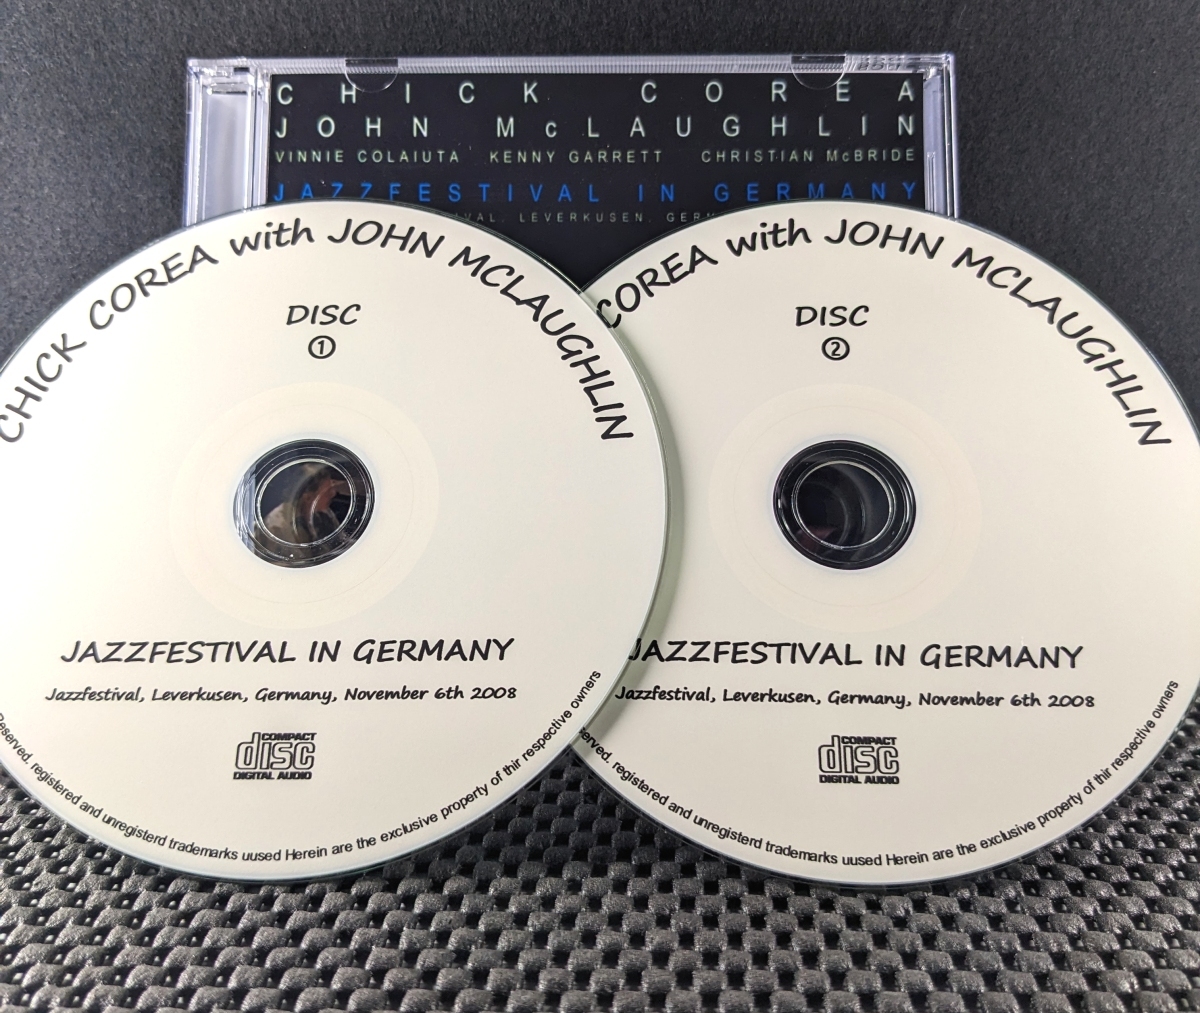 CHICK COREA
JOHN McLAUGHLIN
VINNIE COLAIUTA KENNY GARRETT CHRISTIAN McBRIDE
JAZZFESTIVAL IN GERMANY
LEVERKUSEN.
CHICK COREA with JOHN MCLAUGHLIN
DISC
1
JAZZFESTIVAL IN GERMANY
Jazzfestival, Leverkusen, Germany, November 6th 2008
COMPACT
disc
DIGITAL AUDIO
Reserved. registered and unregisterd trademarks uused Herein are the exclusive property of thir respective owners
COREA with JOHN MCLAUGHLIN
DISC
2
JAZZFESTIVAL IN GERMANY
Jazzfestival, Leverkusen, Germany, November 6th 2008
COMPACT
disc
DIGITAL AUDIO
registered and unregisterd trademarks uused Herein are the exclusive property of thir respective owners